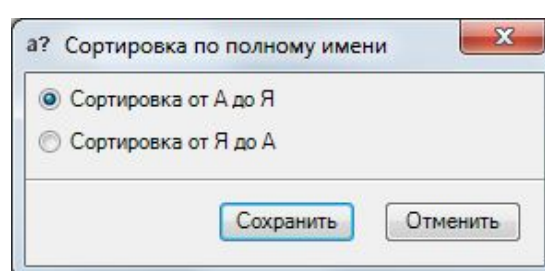 а? Сортировка по полному имени
Сортировка от А до Я
Сортировка от Я до А
Сохранить Отменить